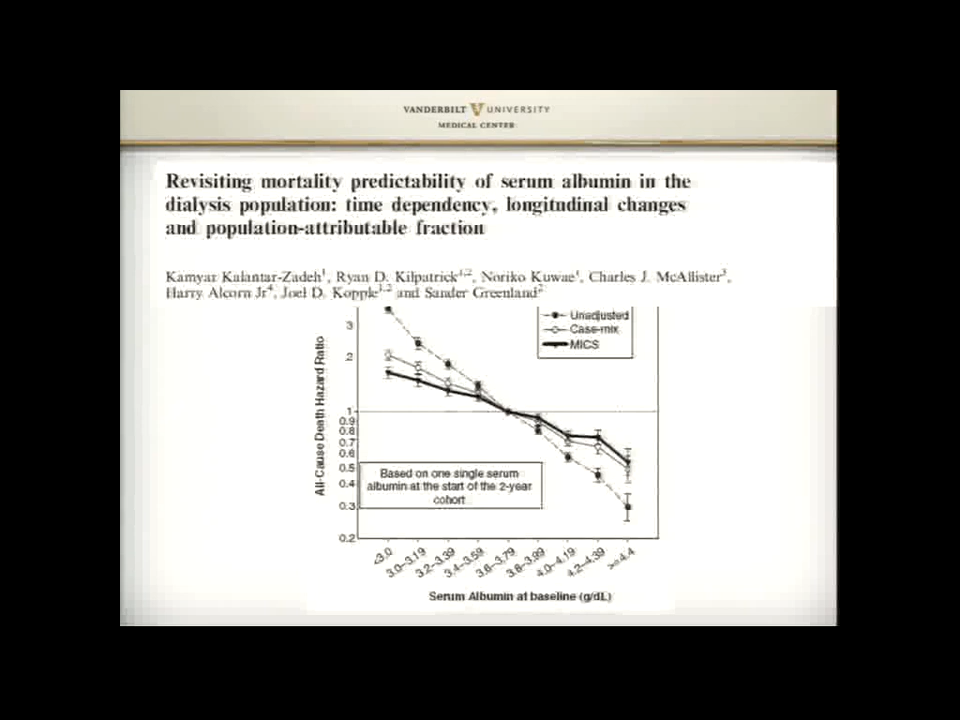 VANDERBILT V UNIVERSITY
MEDICAL CENTER
Revisiting mortality predictability of serum albumin in the
dialysis population: time dependency, longitudinal changes
and population-attributable fraction
Kamyar Kalantar-Zadeh1, Ryan D. Kilpatrick1,2, Noriko Kuwae1, Charles J. McAllister3,
Harry Alcorn Jr4, Joel D. Kopple1,2 and Sander Greenland2
Unadjusted
Case-mix
MICS
3
2
1
0.9
0.8
0.7
0.6
0.5
0.4
0.3
0.2
All-Cause Death Hazard Ratio
Based on one single serum
albumin at the start of the 2-year
cohort
<3.0
3.0–3.19
3.2–3.39
3.4–3.59
3.6–3.79
3.8–3.99
4.0–4.19
4.2–4.39
>=4.4
Serum Albumin at baseline (g/dL)